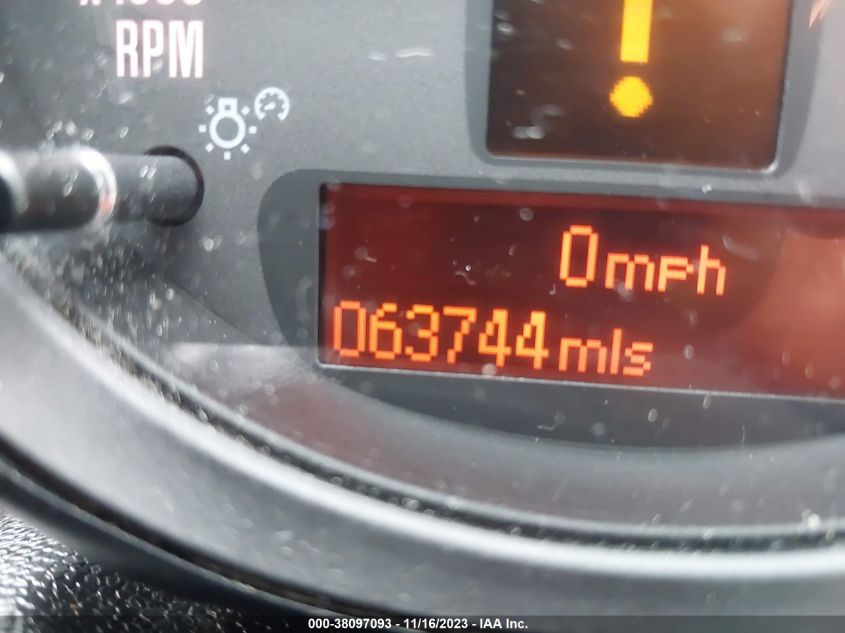 RPM
!
0mph
063744mls
000-38097093 - 11/16/2023 - IAA Inc.